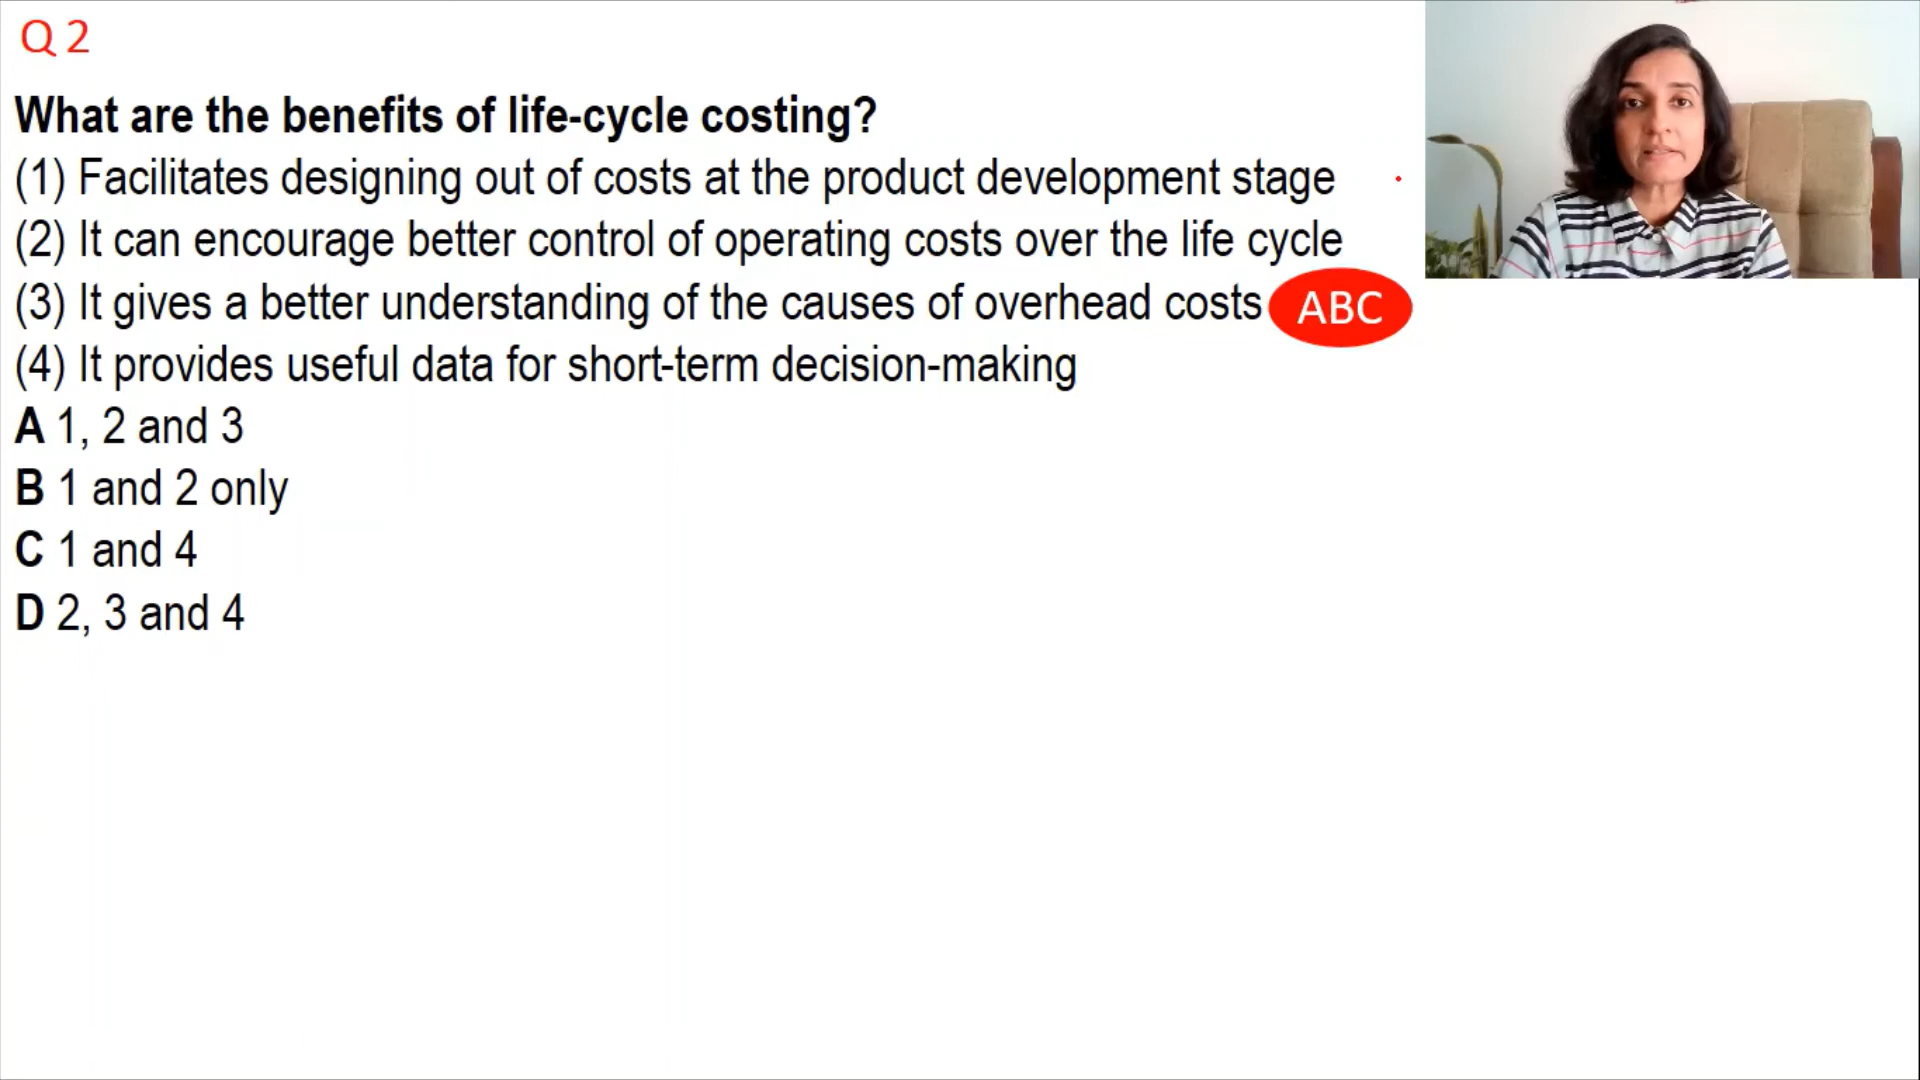 Q 2
What are the benefits of life-cycle costing?
(1) Facilitates designing out of costs at the product development stage
(2) It can encourage better control of operating costs over the life cycle
(3) It gives a better understanding of the causes of overhead costs ABC
(4) It provides useful data for short-term decision-making
A 1, 2 and 3
B 1 and 2 only
C 1 and 4
D 2, 3 and 4